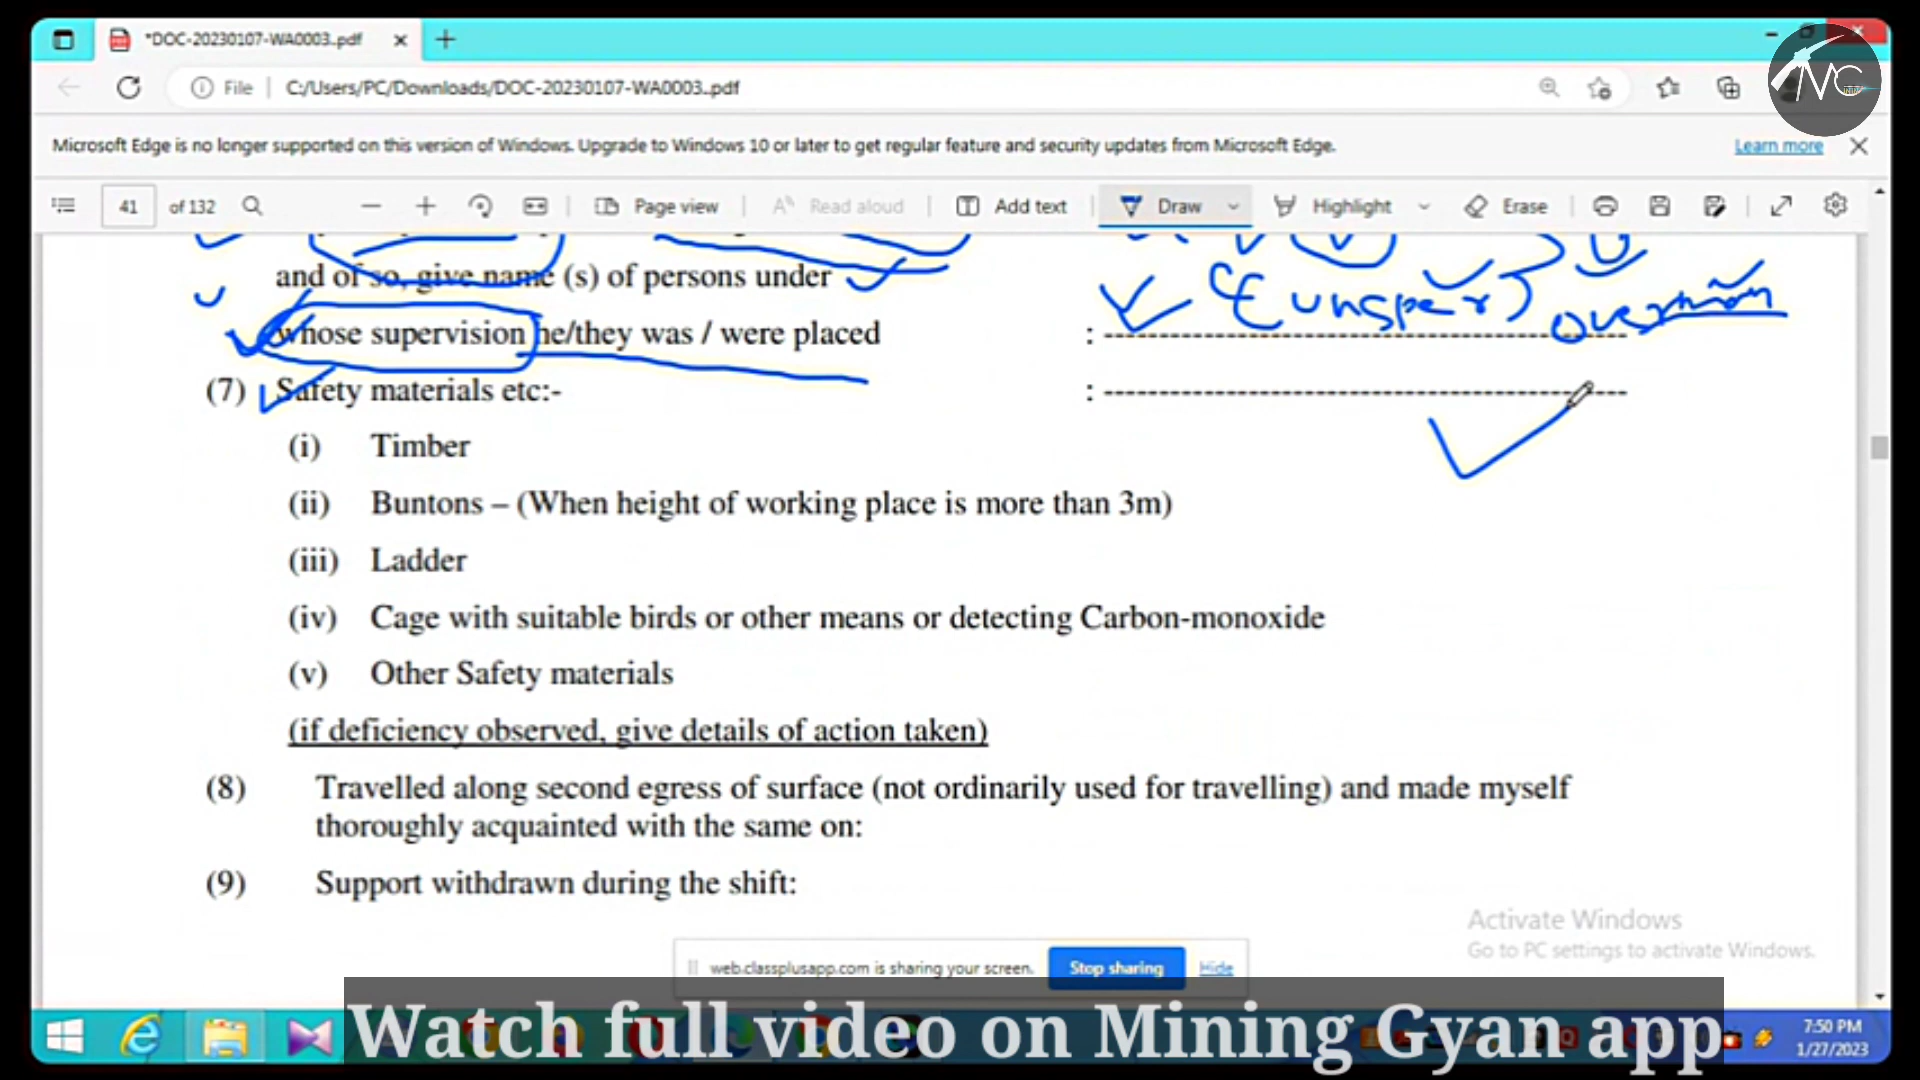 *DOC-20230107-WA0003..pdf
File C:/Users/PC/Downloads/DOC-20230107-WA0003..pdf
MC
Microsoft Edge is no longer supported on this version of Windows. Upgrade to Windows 10 or later to get regular feature and security updates from Microsoft Edge.
Learn more
41 of 132 Page view Read aloud Add text Draw Highlight Erase
and of so, give name (s) of persons under
whose supervision he/they was / were placed :
overman
(7) Safety materials etc:- :
(i) Timber
(ii) Buntons – (When height of working place is more than 3m)
(iii) Ladder
(iv) Cage with suitable birds or other means or detecting Carbon-monoxide
(v) Other Safety materials
(if deficiency observed, give details of action taken)
(8) Travelled along second egress of surface (not ordinarily used for travelling) and made myself
thoroughly acquainted with the same on:
(9) Support withdrawn during the shift:
Activate Windows
Go to PC settings to activate Windows.
web.classplusapp.com is sharing your screen. Stop sharing Hide
Watch full video on Mining Gyan app
7:50 PM
1/27/2023